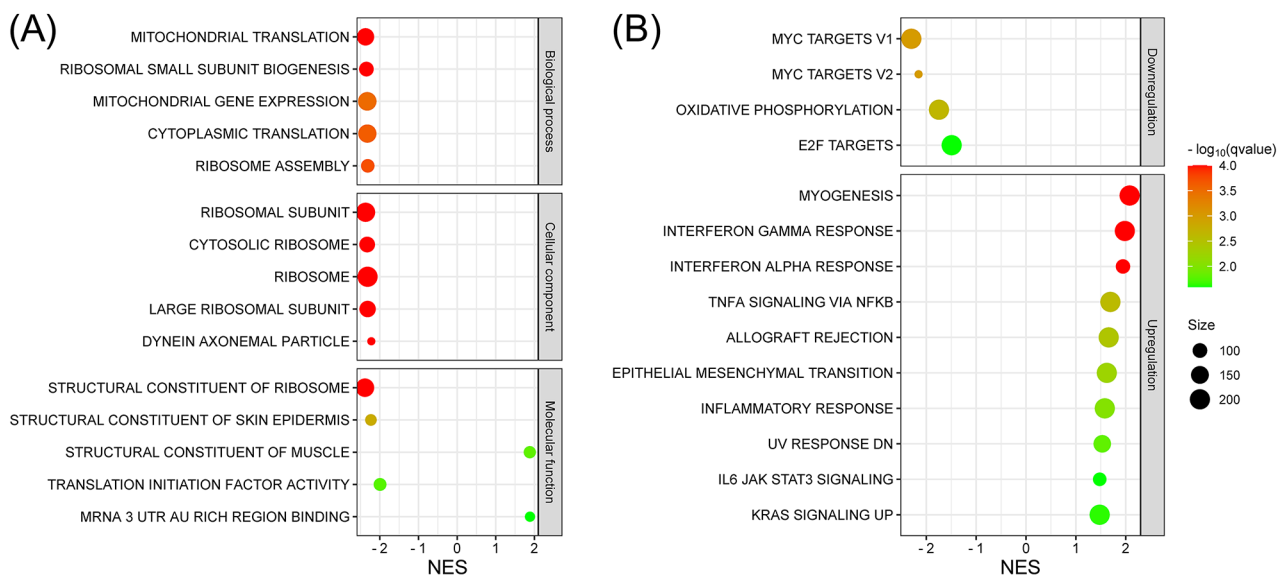 (A)
MITOCHONDRIAL TRANSLATION
RIBOSOMAL SMALL SUBUNIT BIOGENESIS
MITOCHONDRIAL GENE EXPRESSION
CYTOPLASMIC TRANSLATION
RIBOSOME ASSEMBLY
Biological process
RIBOSOMAL SUBUNIT
CYTOSOLIC RIBOSOME
RIBOSOME
LARGE RIBOSOMAL SUBUNIT
DYNEIN AXONEMAL PARTICLE
Cellular component
STRUCTURAL CONSTITUENT OF RIBOSOME
STRUCTURAL CONSTITUENT OF SKIN EPIDERMIS
STRUCTURAL CONSTITUENT OF MUSCLE
TRANSLATION INITIATION FACTOR ACTIVITY
MRNA 3 UTR AU RICH REGION BINDING
Molecular function
-2 -1 0 1 2
NES
(B)
MYC TARGETS V1
MYC TARGETS V2
OXIDATIVE PHOSPHORYLATION
E2F TARGETS
Downregulation
MYOGENESIS
INTERFERON GAMMA RESPONSE
INTERFERON ALPHA RESPONSE
TNFA SIGNALING VIA NFKB
ALLOGRAFT REJECTION
EPITHELIAL MESENCHYMAL TRANSITION
INFLAMMATORY RESPONSE
UV RESPONSE DN
IL6 JAK STAT3 SIGNALING
KRAS SIGNALING UP
Upregulation
-2 -1 0 1 2
NES
- log10(qvalue)
4.0
3.5
3.0
2.5
2.0
Size
100
150
200